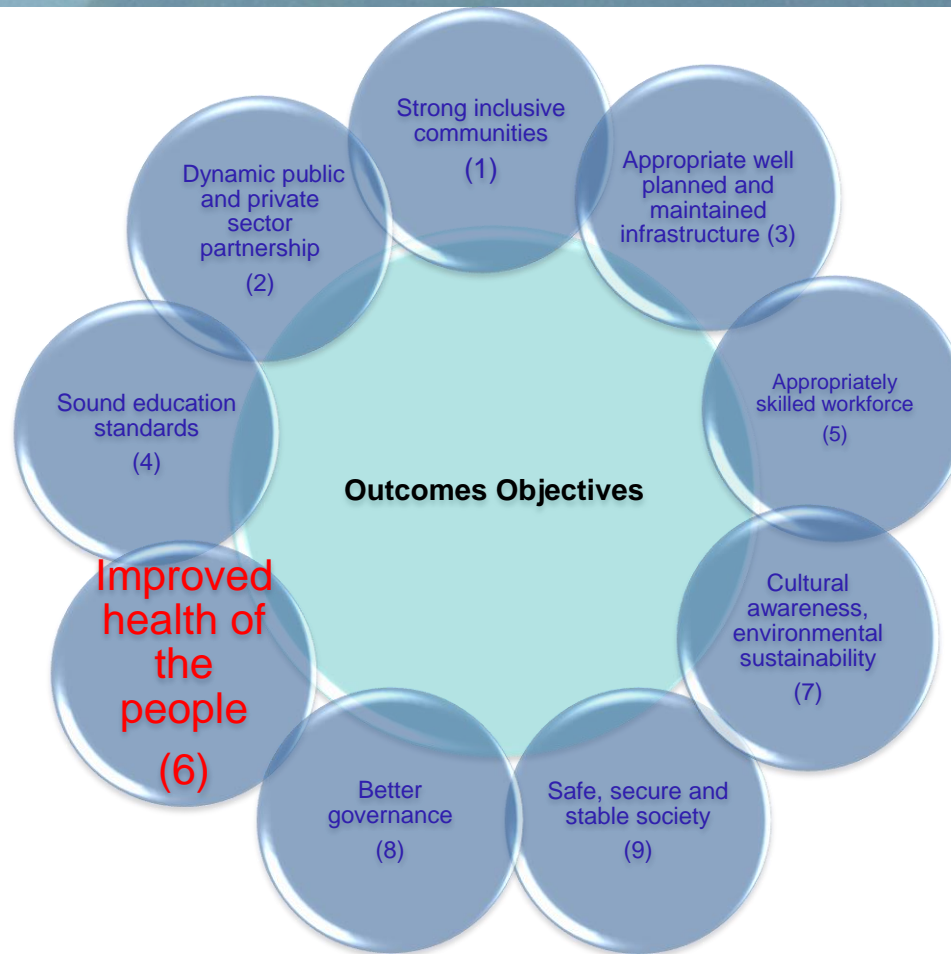 Strong inclusive
communities
(1)
Dynamic public
and private
sector
partnership
(2)
Appropriate well
planned and
maintained
infrastructure (3)
Sound education
standards
(4)
Appropriately
skilled workforce
(5)
Outcomes Objectives
Improved
health of
the
people
(6)
Cultural
awareness,
environmental
sustainability
(7)
Better
governance
(8)
Safe, secure and
stable society
(9)